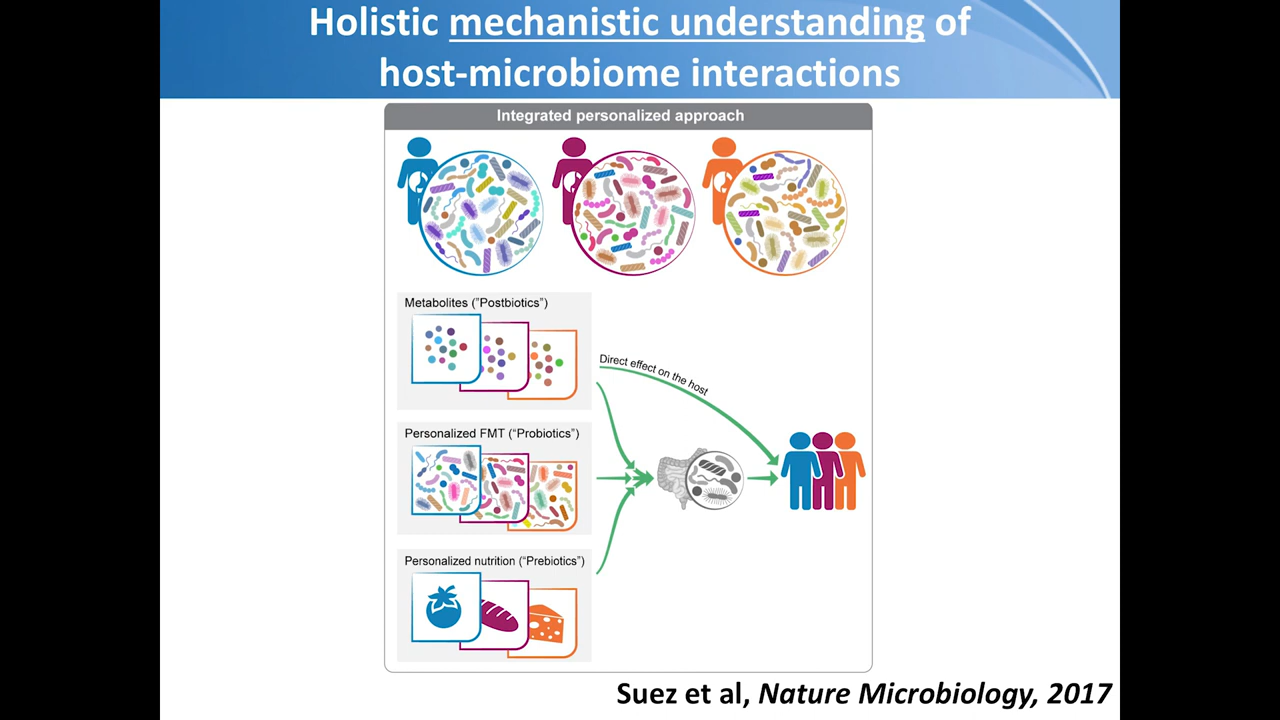 Holistic mechanistic understanding of
host-microbiome interactions
Integrated personalized approach
Metabolites ("Postbiotics")
Direct effect on the host
Personalized FMT (“Probiotics”)
Personalized nutrition (“Prebiotics”)
Suez et al, Nature Microbiology, 2017